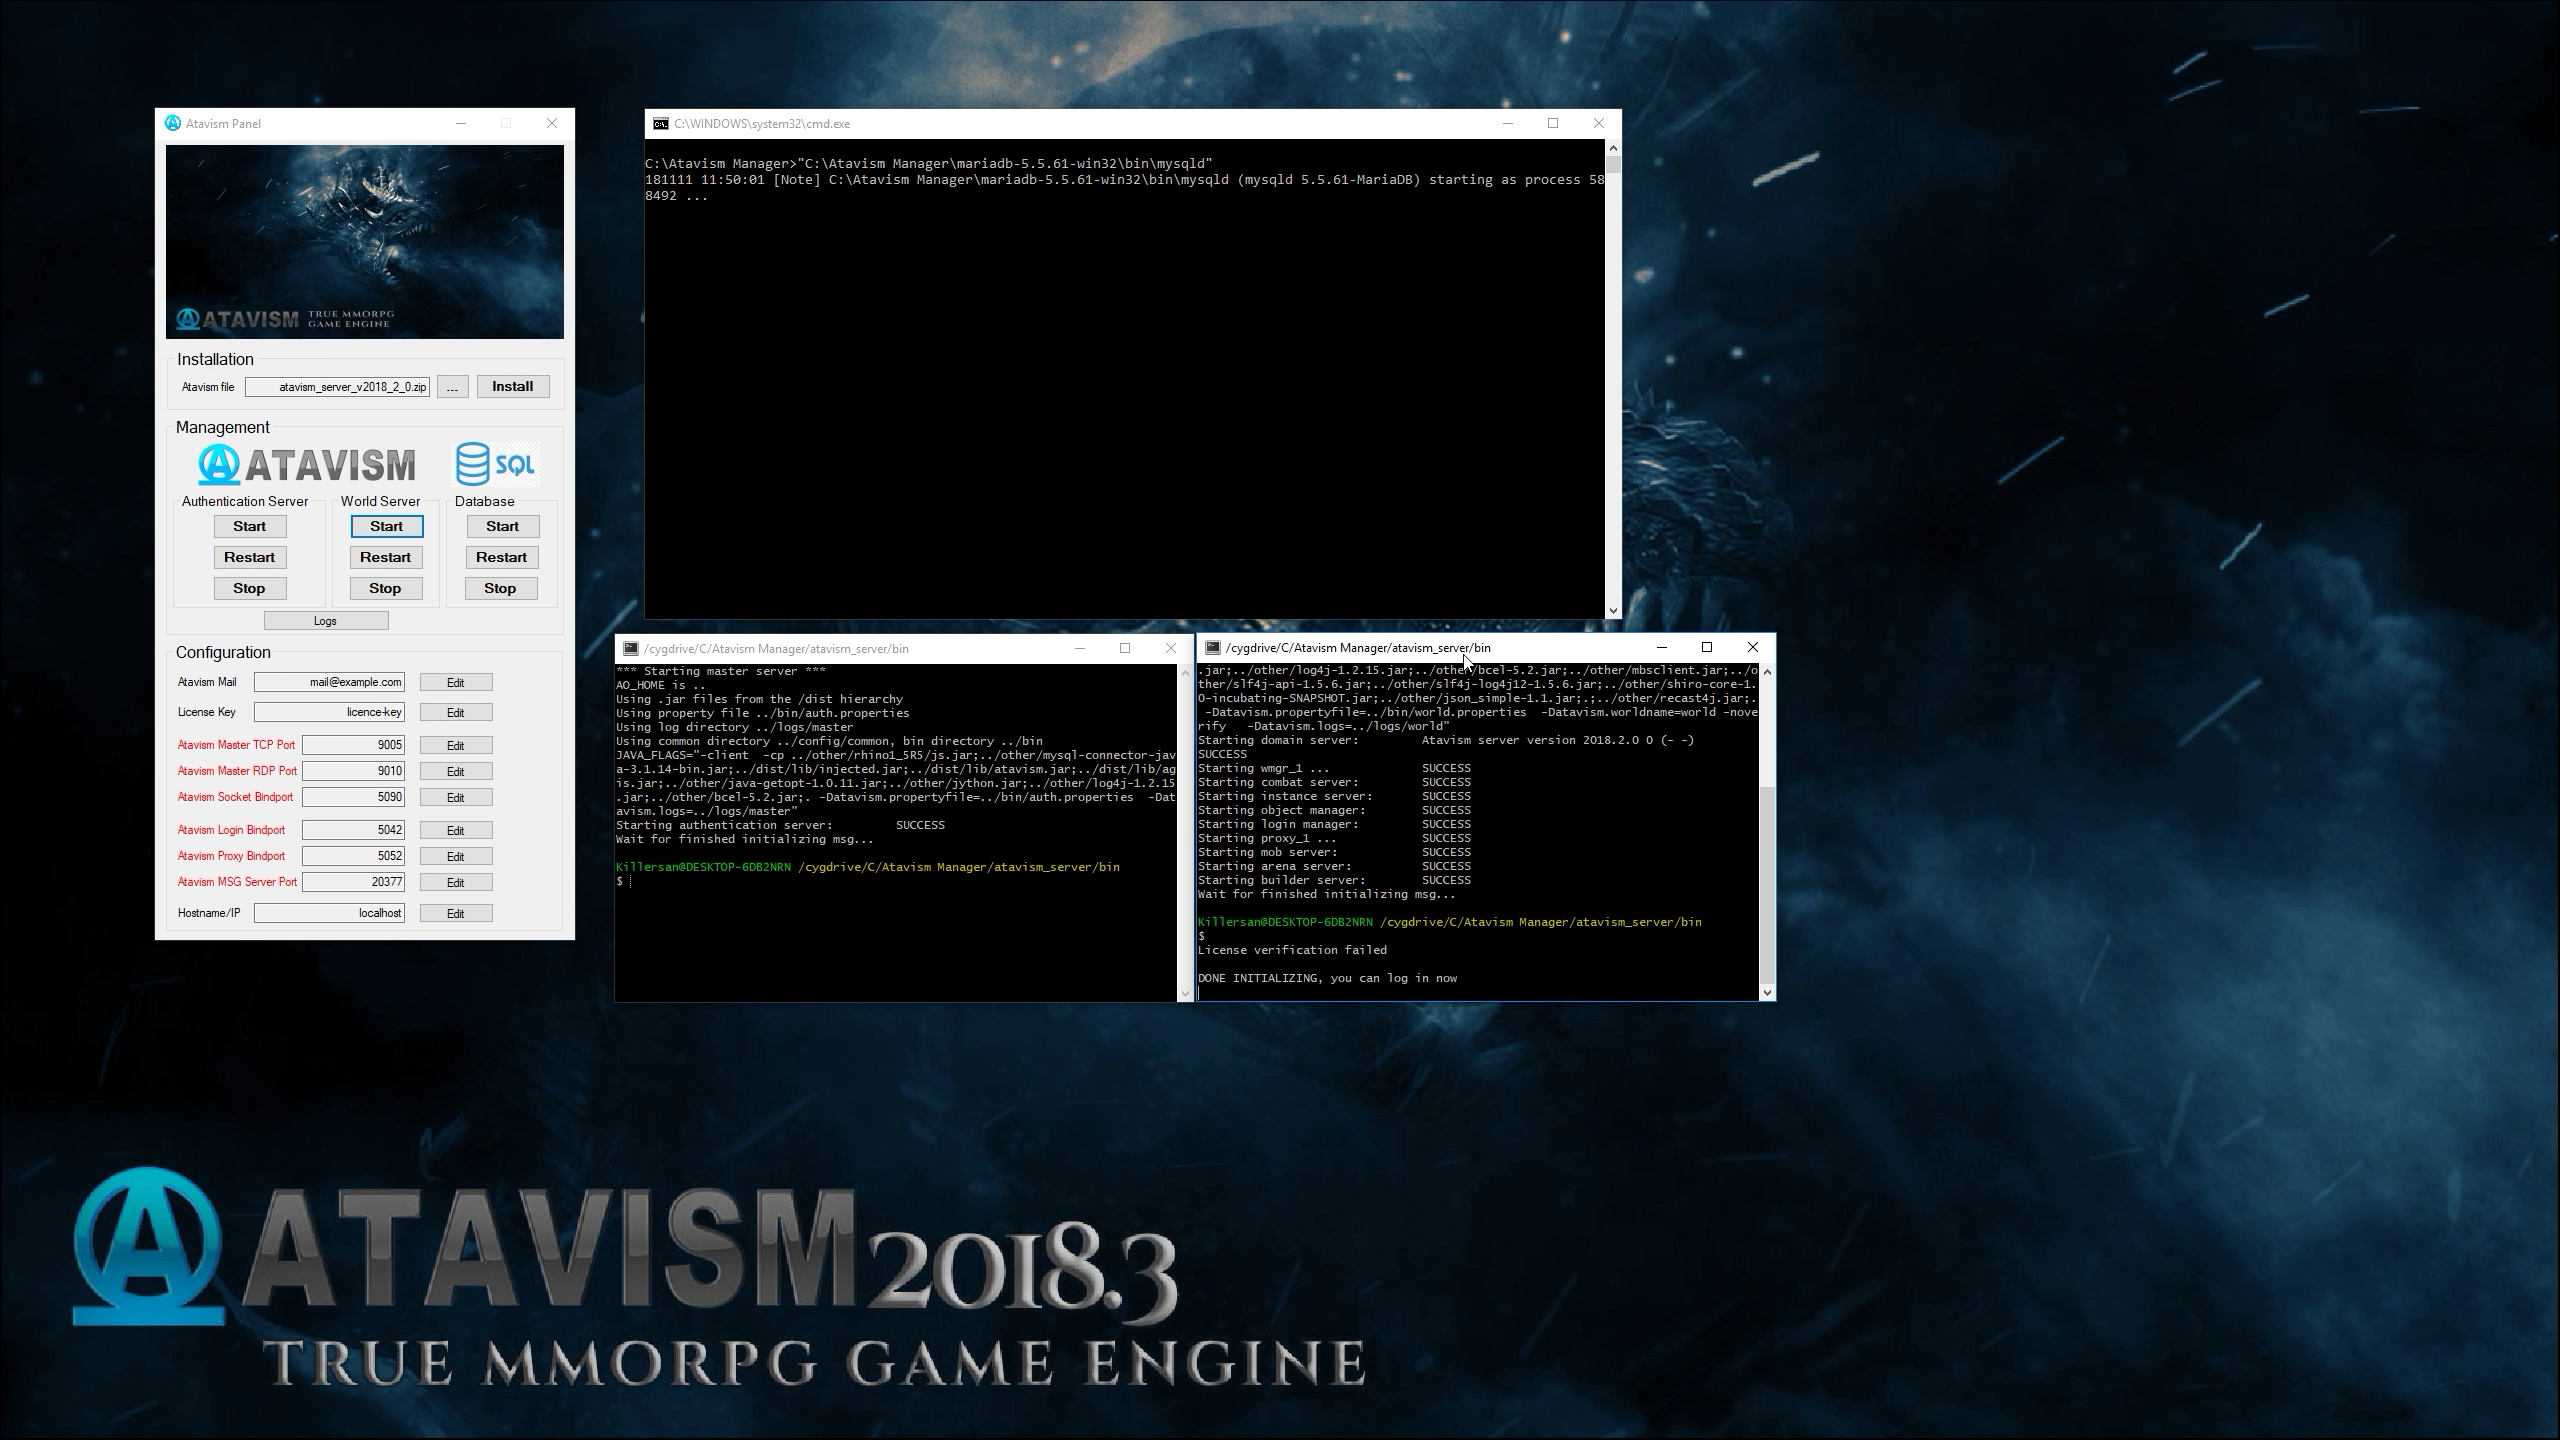 Atavism Panel
ATAVISM TRUE MMORPG
GAME ENGINE
Installation
Atavism file atavism_server_v2018_2_0.zip ... Install
Management
ATAVISM SQL
Authentication Server World Server Database
Start Start Start
Restart Restart Restart
Stop Stop Stop
Logs
Configuration
Atavism Mail mail@example.com Edit
License Key licence-key Edit
Atavism Master TCP Port 9005 Edit
Atavism Master RDP Port 9010 Edit
Atavism Socket Bindport 5090 Edit
Atavism Login Bindport 5042 Edit
Atavism Proxy Bindport 5052 Edit
Atavism MSG Server Port 20377 Edit
Hostname/IP localhost Edit
C:\WINDOWS\system32\cmd.exe
C:\Atavism Manager>"C:\Atavism Manager\mariadb-5.5.61-win32\bin\mysqld"
181111 11:50:01 [Note] C:\Atavism Manager\mariadb-5.5.61-win32\bin\mysqld (mysqld 5.5.61-MariaDB) starting as process 58
8492 ...
/cygdrive/C/Atavism Manager/atavism_server/bin
*** Starting master server ***
AO_HOME is ..
Using .jar files from the /dist hierarchy
Using property file ../bin/auth.properties
Using log directory ../logs/master
Using common directory ../config/common, bin directory ../bin
JAVA_FLAGS="-client  -cp ../other/rhino1_5R5/js.jar;../other/mysql-connector-jav
a-3.1.14-bin.jar;../dist/lib/injected.jar;../dist/lib/atavism.jar;../dist/lib/ag
is.jar;../other/java-getopt-1.0.11.jar;../other/jython.jar;../other/log4j-1.2.15
.jar;../other/bcel-5.2.jar;. -Datavism.propertyfile=../bin/auth.properties  -Dat
avism.logs=../logs/master"
Starting authentication server: SUCCESS
Wait for finished initializing msg...
Killersan@DESKTOP-6DB2NRN /cygdrive/C/Atavism Manager/atavism_server/bin
$
/cygdrive/C/Atavism Manager/atavism_server/bin
.jar;../other/log4j-1.2.15.jar;../other/bcel-5.2.jar;../other/mbsclient.jar;../o
ther/slf4j-api-1.5.6.jar;../other/slf4j-log4j12-1.5.6.jar;../other/shiro-core-1.
0-incubating-SNAPSHOT.jar;../other/json_simple-1.1.jar;.;../other/recast4j.jar;.
-Datavism.propertyfile=../bin/world.properties  -Datavism.worldname=world -nove
rify   -Datavism.logs=../logs/world"
Starting domain server: Atavism server version 2018.2.0 0 (- -)
SUCCESS
Starting wmgr_1 ... SUCCESS
Starting combat server: SUCCESS
Starting instance server: SUCCESS
Starting object manager: SUCCESS
Starting login manager: SUCCESS
Starting proxy_1 ... SUCCESS
Starting mob server: SUCCESS
Starting arena server: SUCCESS
Starting builder server: SUCCESS
Wait for finished initializing msg...
Killersan@DESKTOP-6DB2NRN /cygdrive/C/Atavism Manager/atavism_server/bin
$
License verification failed
DONE INITIALIZING, you can log in now
ATAVISM 2018.3
TRUE MMORPG GAME ENGINE